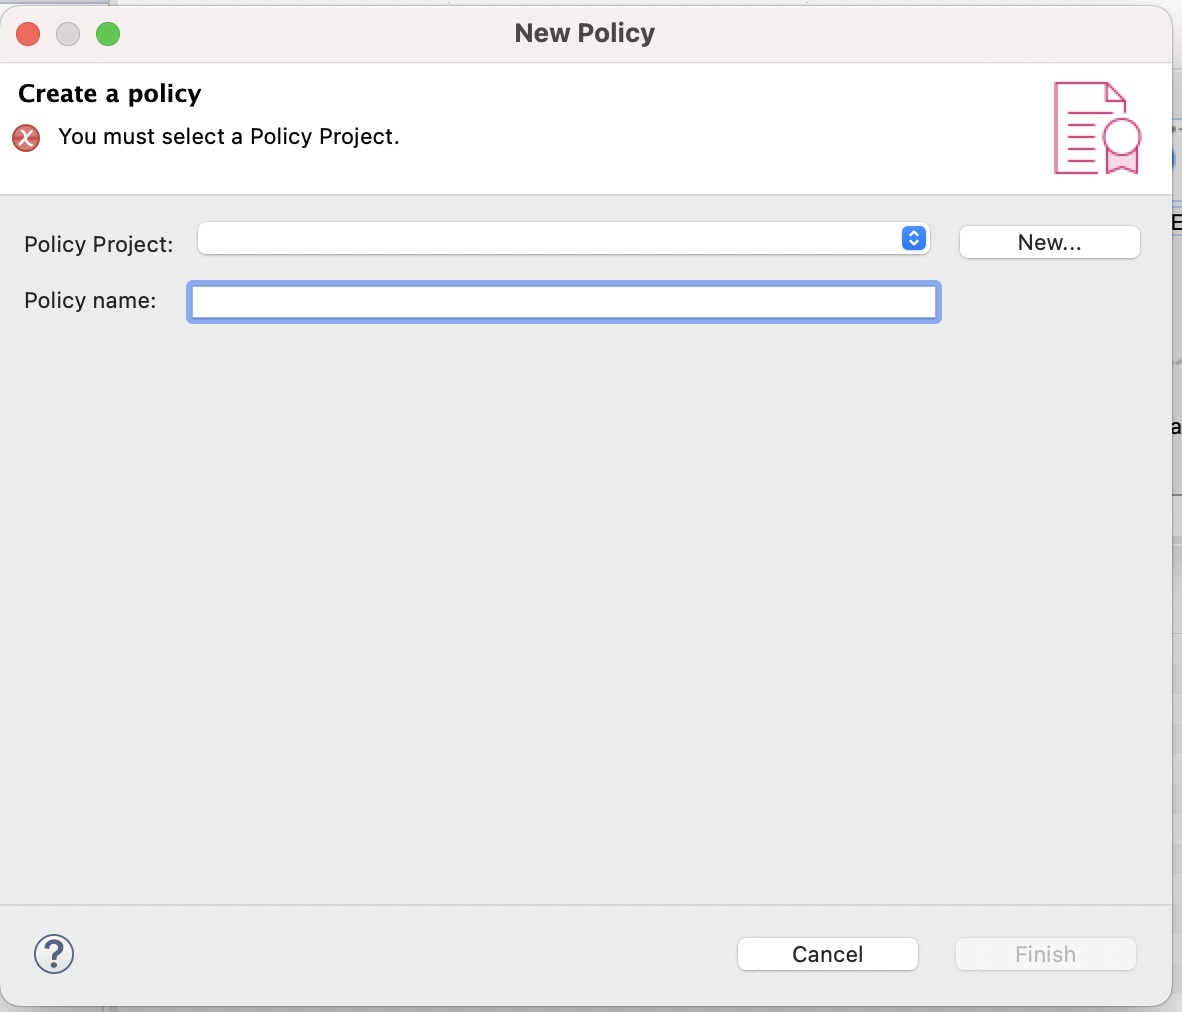 New Policy
Create a policy
You must select a Policy Project.
Policy Project:
New...
Policy name:
E
a
?
Cancel
Finish